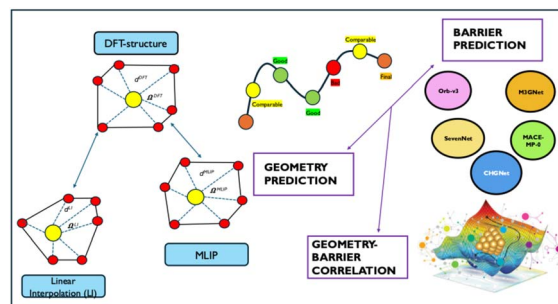 DFT-structure
d^DFT
Ω^DFT
d^LI
Ω^LI
Linear
Interpolation (LI)
d^MLIP
Ω^MLIP
MLIP
Comparable
Good
Good
Bad
Comparable
Final
GEOMETRY
PREDICTION
GEOMETRY-
BARRIER
CORRELATION
BARRIER
PREDICTION
Orb-v3
M3GNet
SevenNet
MACE-
MP-0
CHGNet